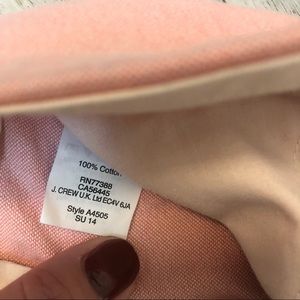 100% Cotton
RN77388
CA56445
J. CREW U.K. Ltd EC4V 6JA
Style A4505
SU 14